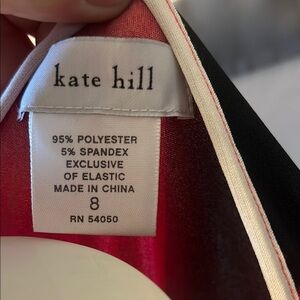 kate hill
95% POLYESTER
5% SPANDEX
EXCLUSIVE
OF ELASTIC
MADE IN CHINA
8
RN 54050